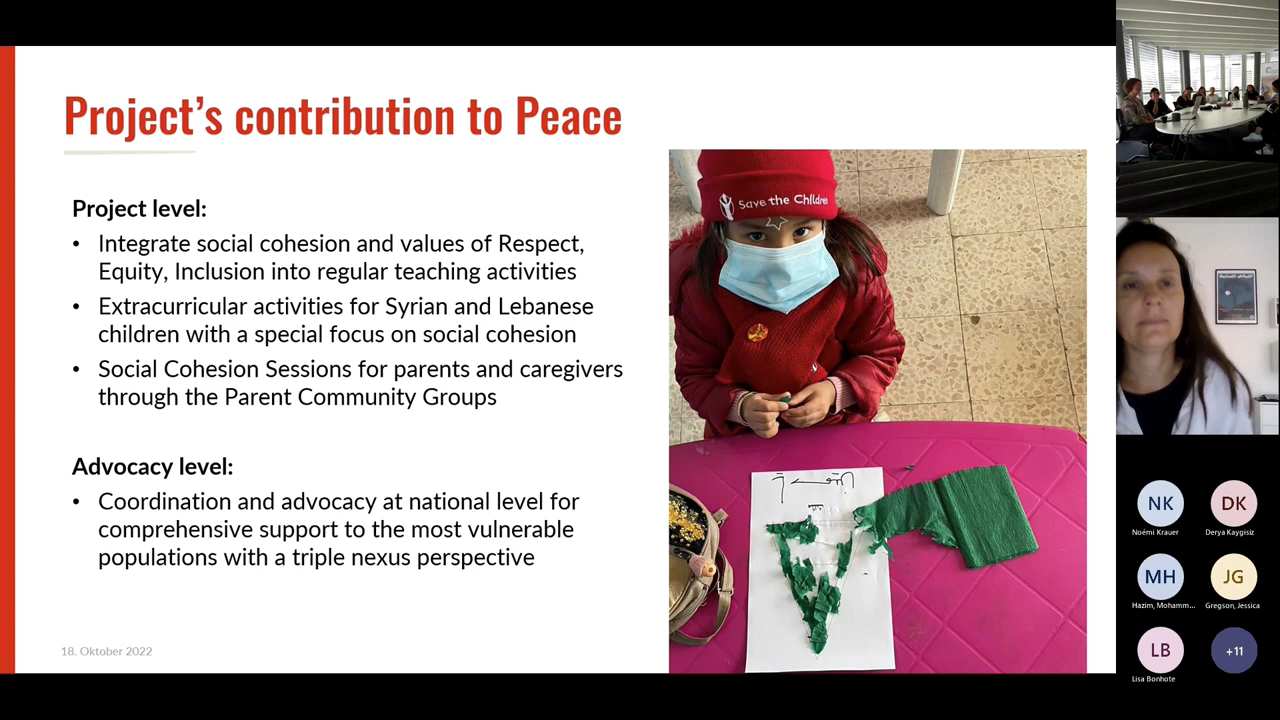 Project's contribution to Peace
Project level:
• Integrate social cohesion and values of Respect,
Equity, Inclusion into regular teaching activities
• Extracurricular activities for Syrian and Lebanese
children with a special focus on social cohesion
• Social Cohesion Sessions for parents and caregivers
through the Parent Community Groups
Advocacy level:
• Coordination and advocacy at national level for
comprehensive support to the most vulnerable
populations with a triple nexus perspective
18. Oktober 2022
Save the Children
NK
Noémi Krauer
DK
Derya Kaygisiz
MH
Hazim, Mohamm...
JG
Gregson, Jessica
LB
Lisa Bonhote
+11